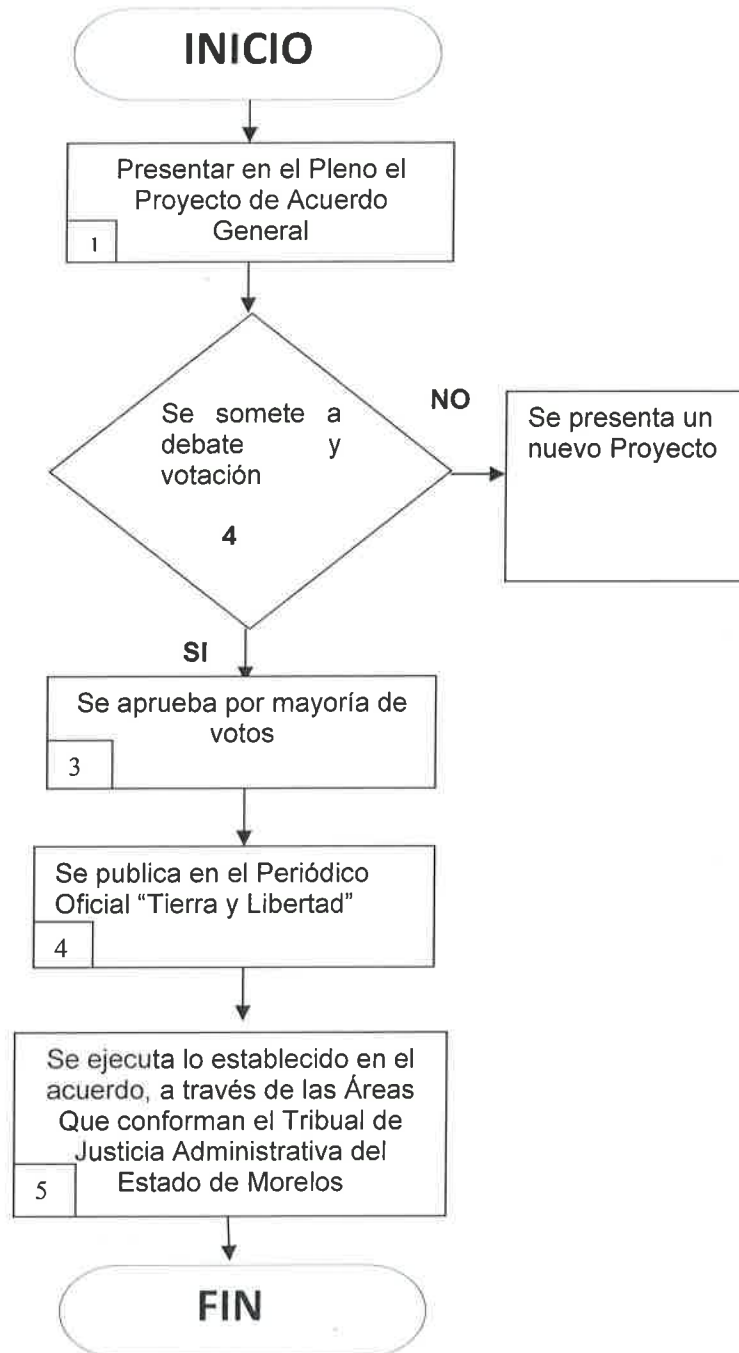 INICIO
Presentar en el Pleno el
Proyecto de Acuerdo
General
1
Se somete a
debate y
votación
4
NO
Se presenta un
nuevo Proyecto
SI
Se aprueba por mayoría de
votos
3
Se publica en el Periódico
Oficial “Tierra y Libertad”
4
Se ejecuta lo establecido en el
acuerdo, a través de las Áreas
Que conforman el Tribual de
Justicia Administrativa del
Estado de Morelos
5
FIN